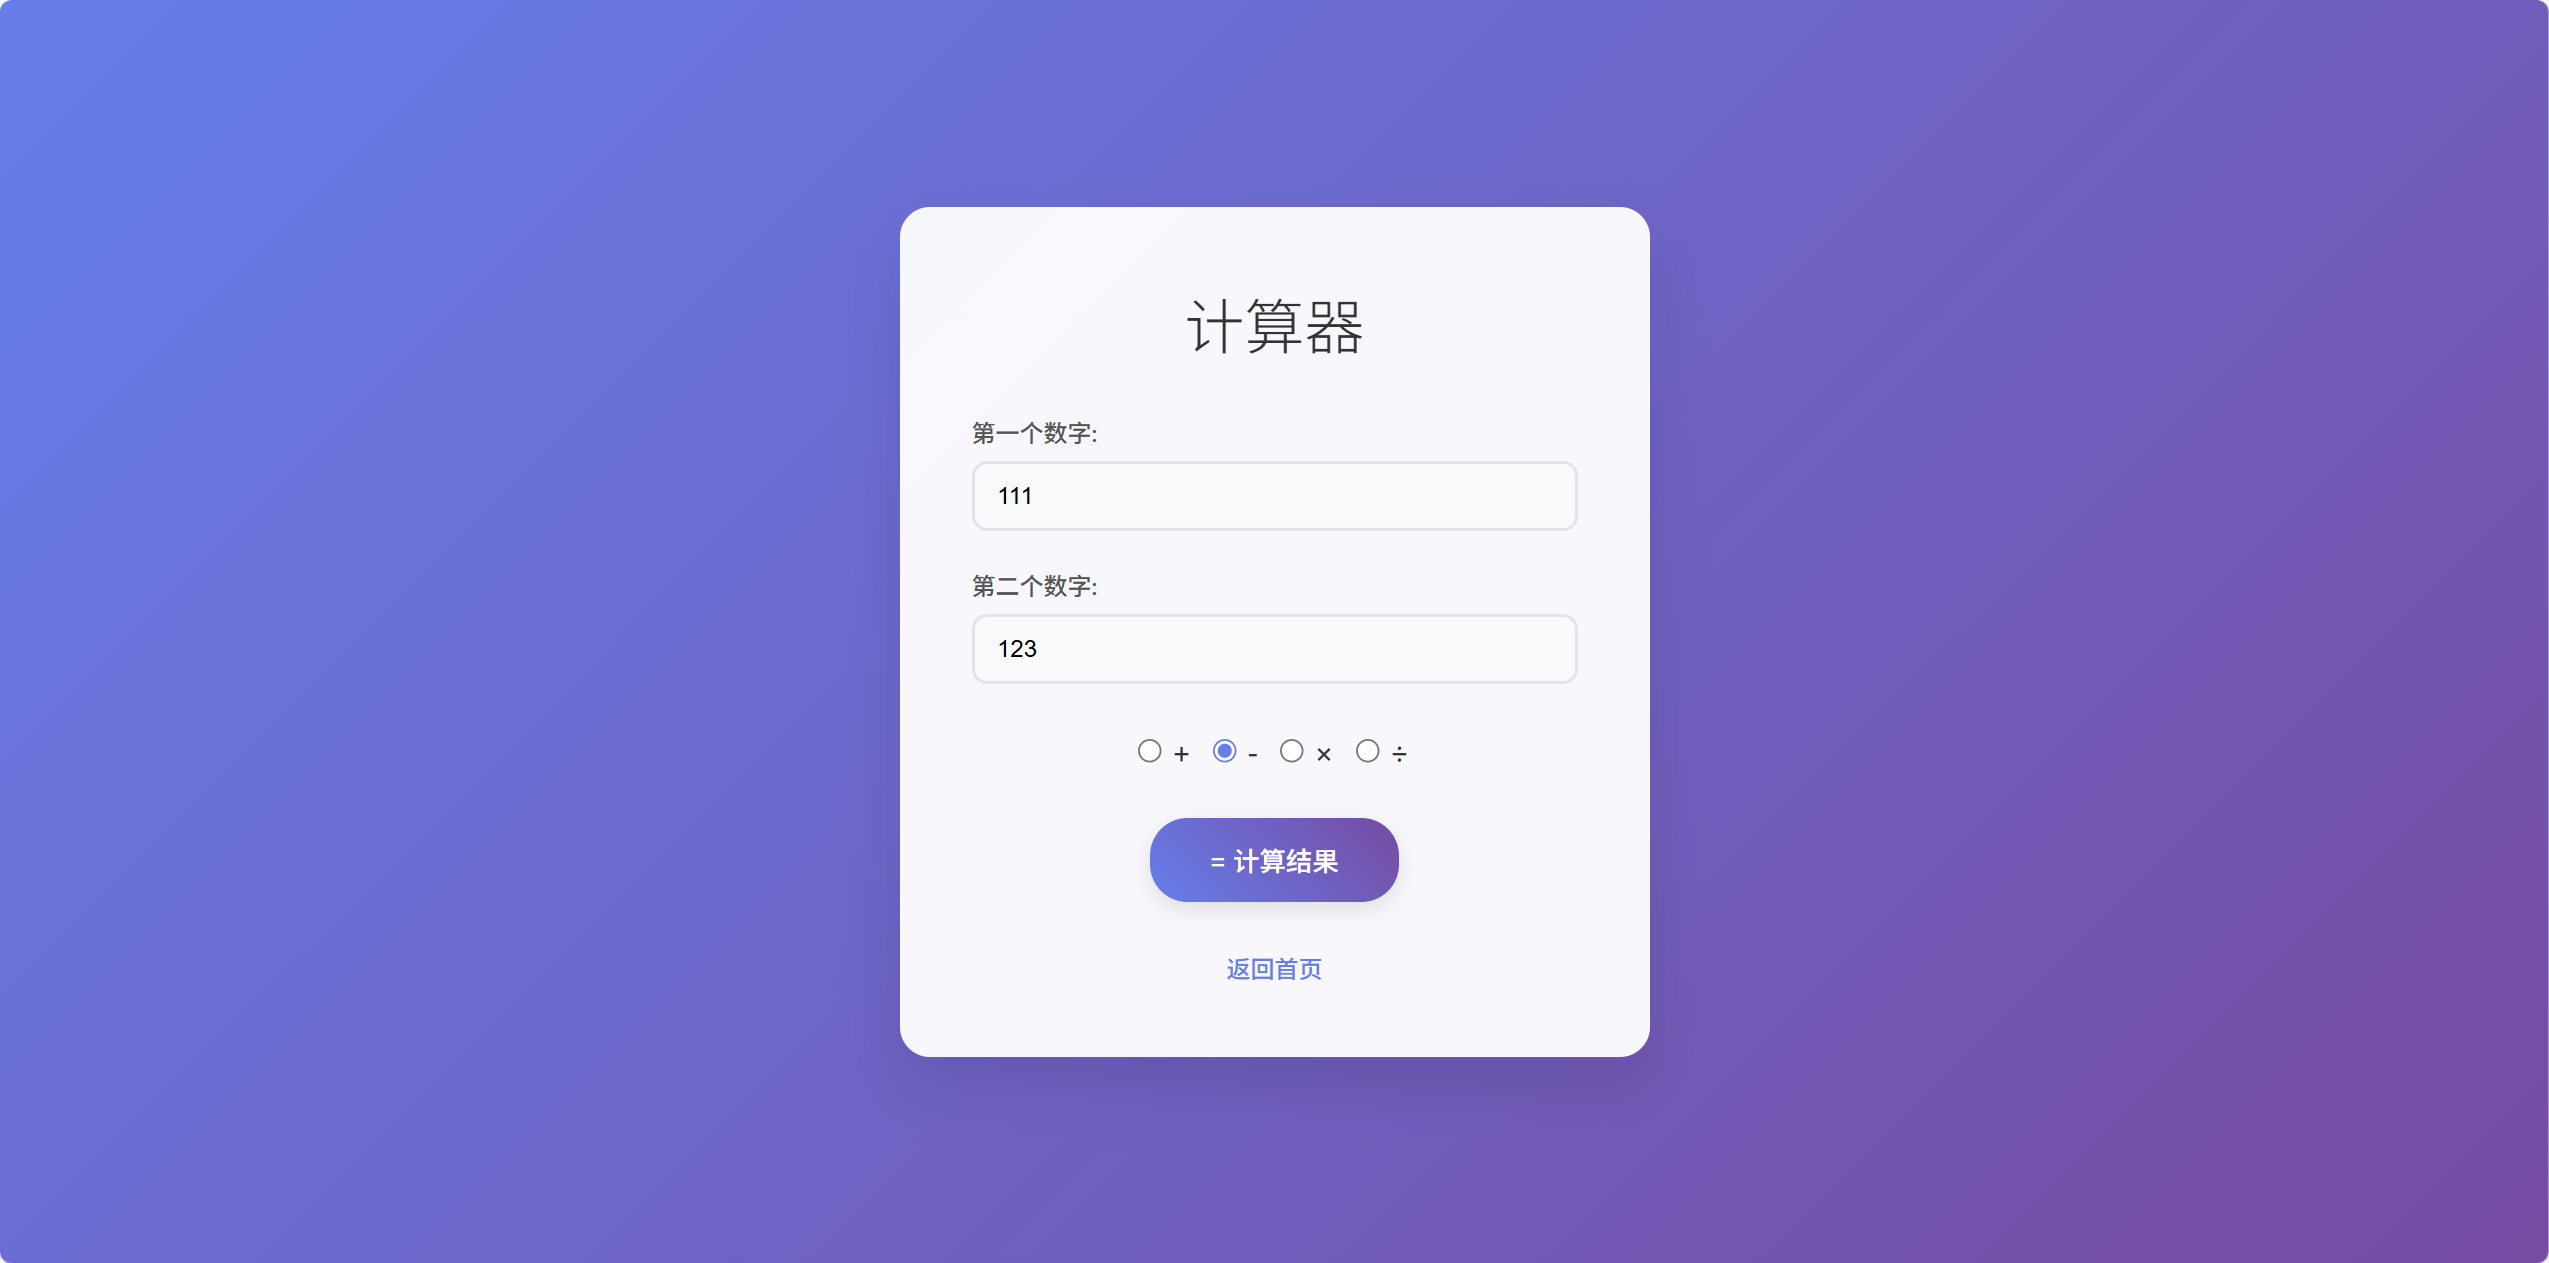 计算器
第一个数字:
111
第二个数字:
123
+ - × ÷
= 计算结果
返回首页